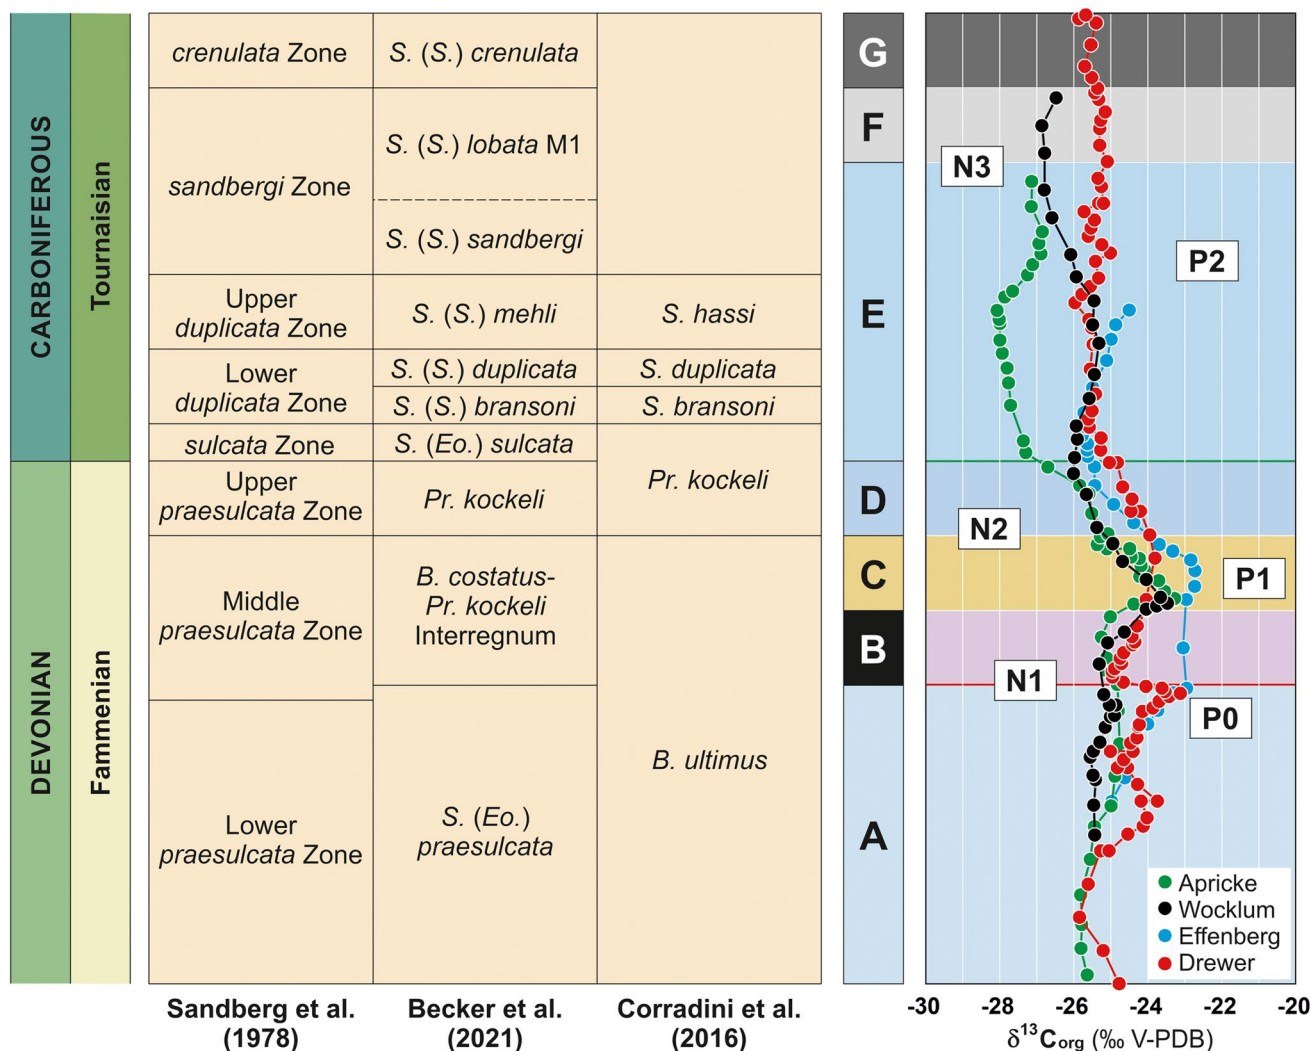 CARBONIFEROUS
Tournaisian
DEVONIAN
Fammenian
crenulata Zone
sandbergi Zone
Upper
duplicata Zone
Lower
duplicata Zone
sulcata Zone
Upper
praesulcata Zone
Middle
praesulcata Zone
Lower
praesulcata Zone
Sandberg et al.
(1978)
S. (S.) crenulata
S. (S.) lobata M1
S. (S.) sandbergi
S. (S.) mehli
S. (S.) duplicata
S. (S.) bransoni
S. (Eo.) sulcata
Pr. kockeli
B. costatus-
Pr. kockeli
Interregnum
S. (Eo.)
praesulcata
Becker et al.
(2021)
S. hassi
S. duplicata
S. bransoni
Pr. kockeli
B. ultimus
Corradini et al.
(2016)
G
F
E
D
C
B
A
N3
P2
N2
P1
N1
P0
Apricke
Wocklum
Effenberg
Drewer
-30 -28 -26 -24 -22 -20
δ¹³Corg (‰ V-PDB)